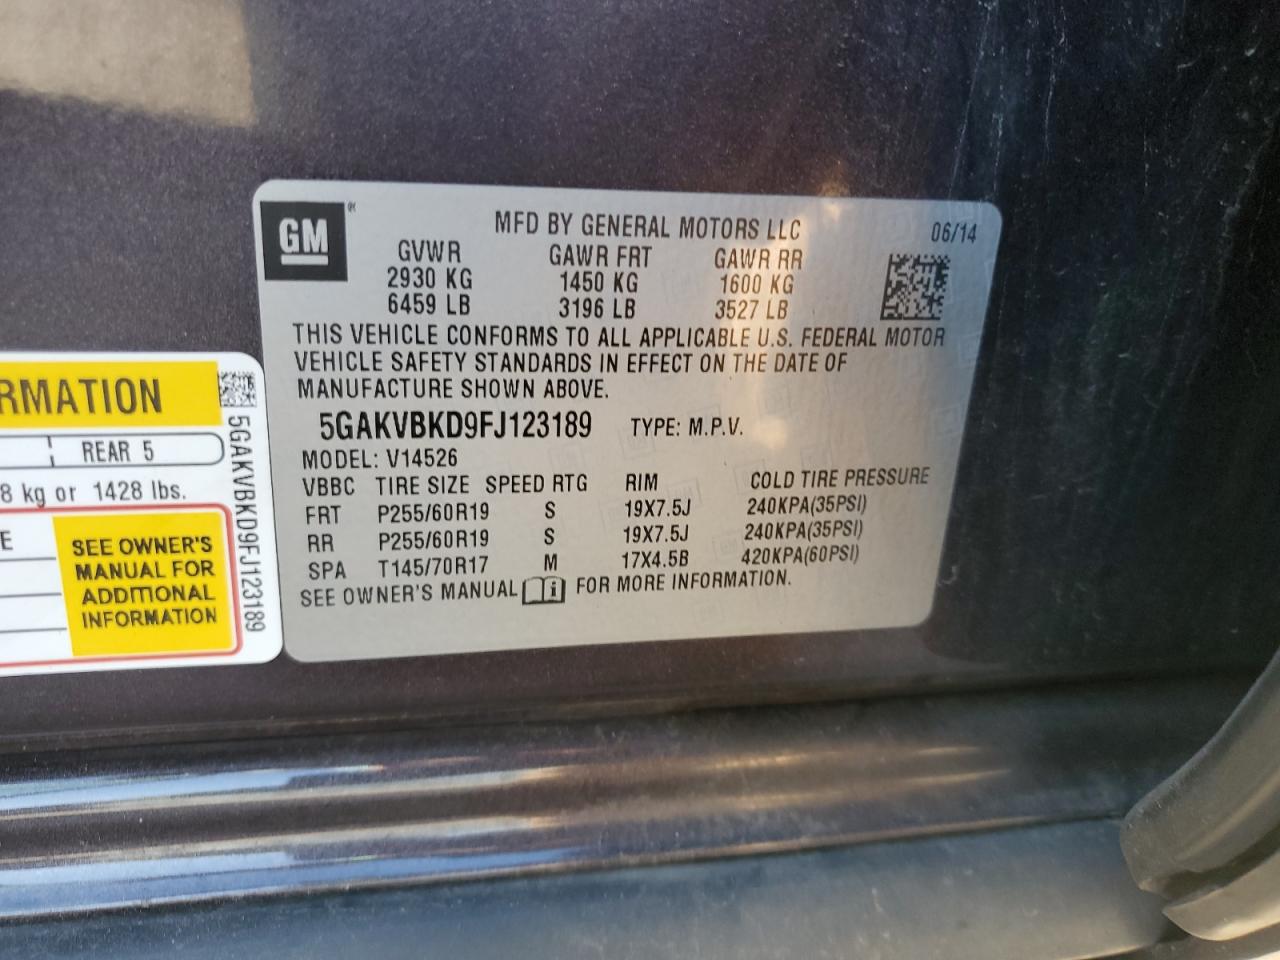 GM
MFD BY GENERAL MOTORS LLC 06/14
GVWR GAWR FRT GAWR RR
2930 KG 1450 KG 1600 KG
6459 LB 3196 LB 3527 LB
THIS VEHICLE CONFORMS TO ALL APPLICABLE U.S. FEDERAL MOTOR
VEHICLE SAFETY STANDARDS IN EFFECT ON THE DATE OF
MANUFACTURE SHOWN ABOVE.
5GAKVBKD9FJ123189 TYPE: M.P.V.
MODEL: V14526
VBBC TIRE SIZE SPEED RTG RIM COLD TIRE PRESSURE
FRT P255/60R19 S 19X7.5J 240KPA(35PSI)
RR P255/60R19 S 19X7.5J 240KPA(35PSI)
SPA T145/70R17 M 17X4.5B 420KPA(60PSI)
SEE OWNER'S MANUAL FOR MORE INFORMATION.
RMATION
REAR 5
8 kg or 1428 lbs.
E
SEE OWNER'S
MANUAL FOR
ADDITIONAL
INFORMATION
5GAKVBKD9FJ123189